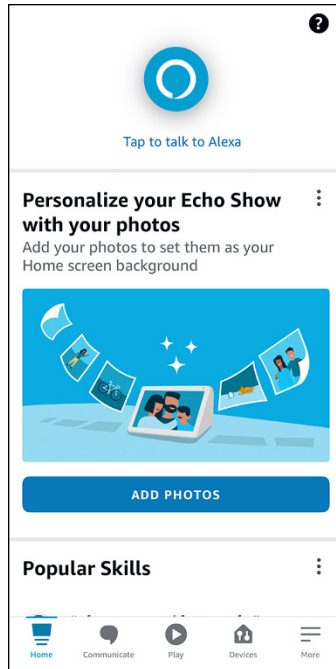 Tap to talk to Alexa
Personalize your Echo Show
with your photos
Add your photos to set them as your
Home screen background
ADD PHOTOS
Popular Skills
Home
Communicate
Play
Devices
More